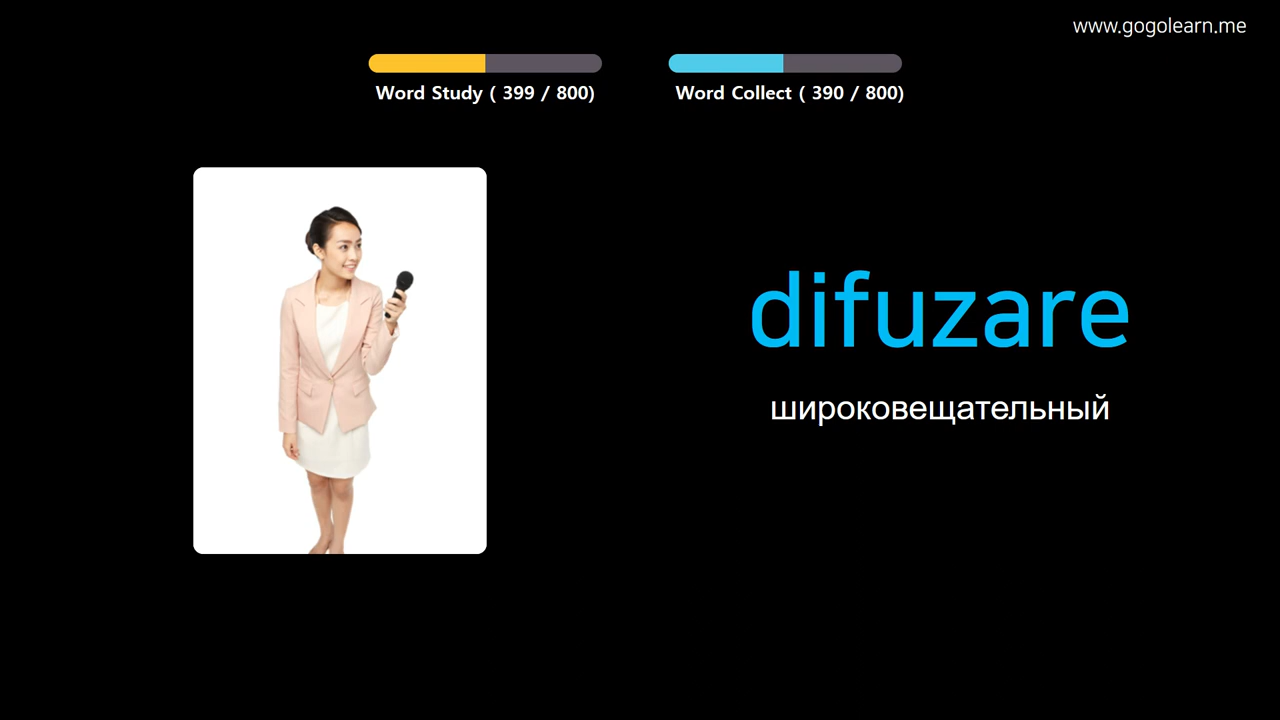 www.gogolearn.me
Word Study ( 399 / 800)
Word Collect ( 390 / 800)
difuzare
широковещательный